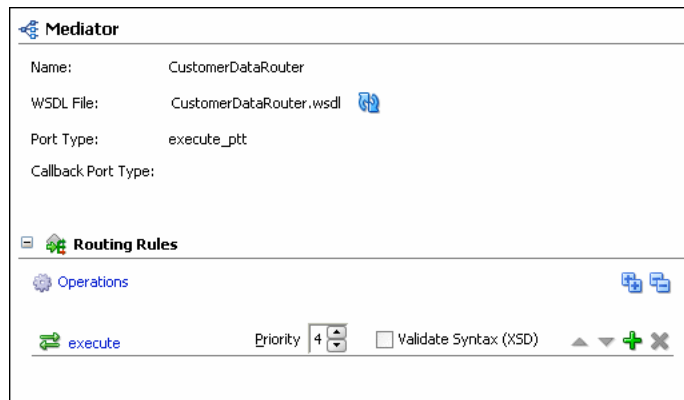 Mediator
Name: CustomerDataRouter
WSDL File: CustomerDataRouter.wsdl
Port Type: execute_ptt
Callback Port Type:
Routing Rules
Operations
execute Priority 4 Validate Syntax (XSD)